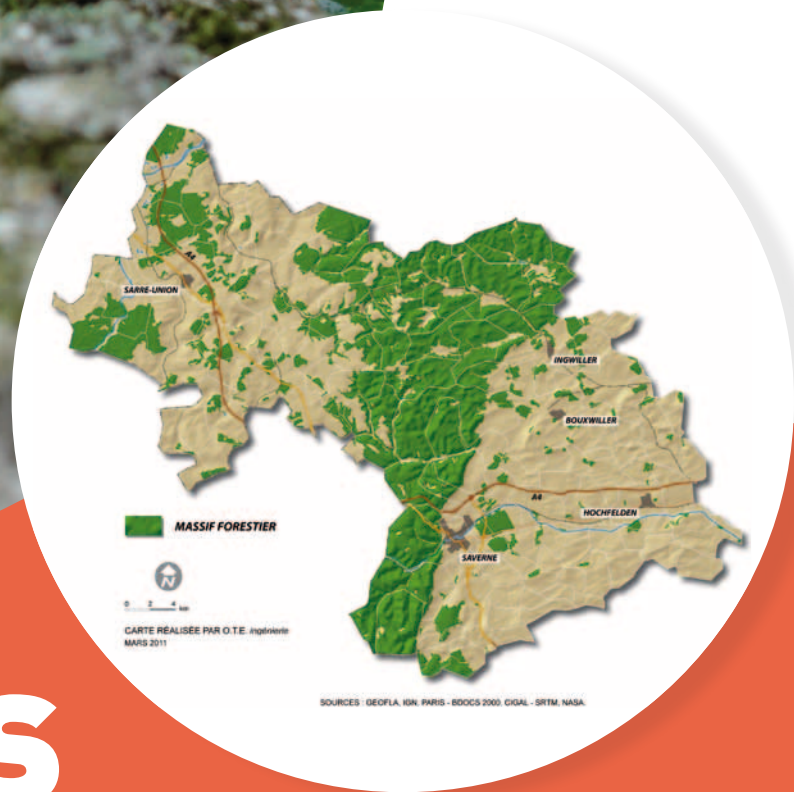 A4
SARRE-UNION
INGWILLER
BOUXWILLER
A4
HOCHFELDEN
SAVERNE
MASSIF FORESTIER
N
0 2 4 km
CARTE RÉALISÉE PAR O.T.E. ingénierie
MARS 2011
SOURCES : GEOFLA, IGN, PARIS - BDOCS 2000, CIGAL - SRTM, NASA.
s